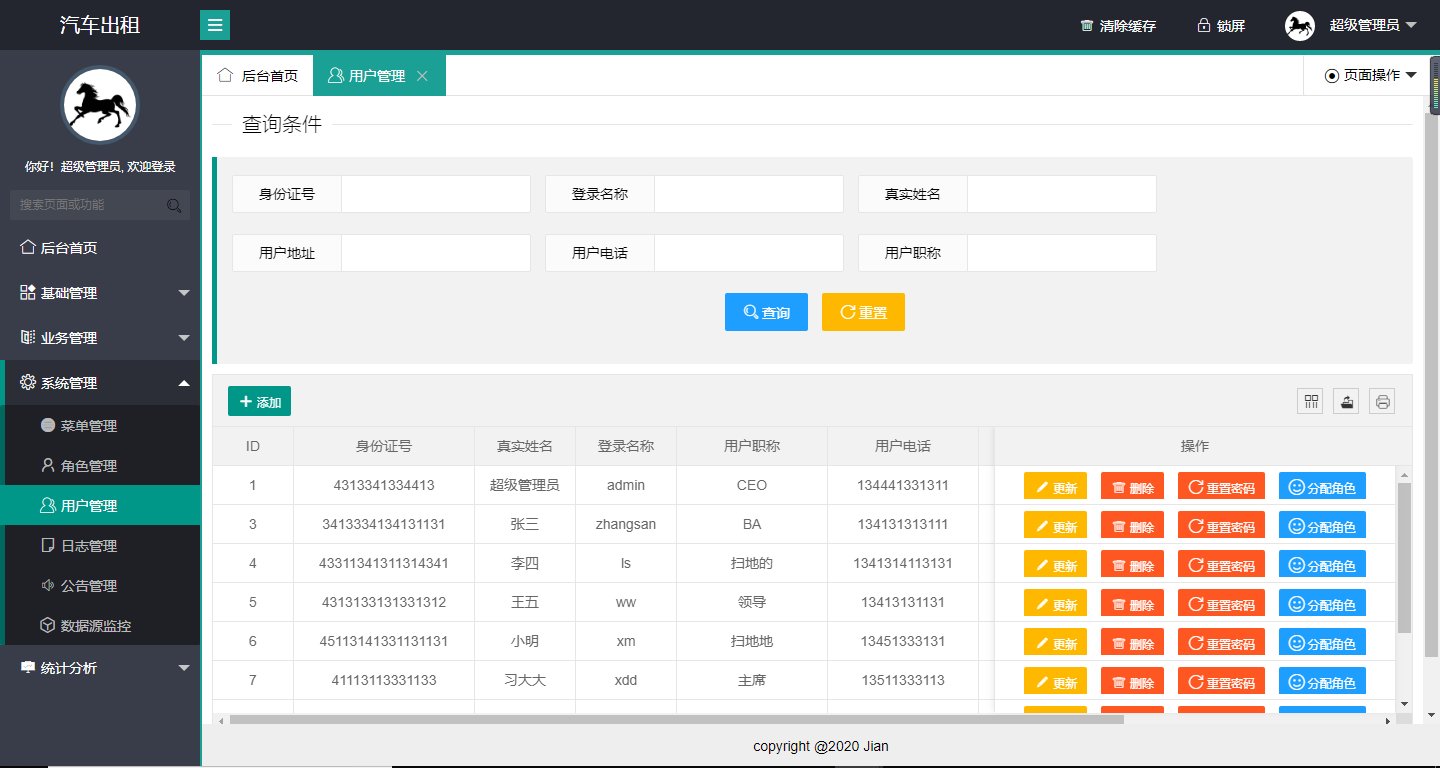 汽车出租
清除缓存
锁屏
超级管理员
你好！超级管理员, 欢迎登录
搜索页面或功能
后台首页
基础管理
业务管理
系统管理
菜单管理
角色管理
用户管理
日志管理
公告管理
数据源监控
统计分析
后台首页
用户管理
页面操作
查询条件
身份证号
登录名称
真实姓名
用户地址
用户电话
用户职称
查询
重置
添加
ID 身份证号 真实姓名 登录名称 用户职称 用户电话 操作
1 4313341334413 超级管理员 admin CEO 134441331311 更新 删除 重置密码 分配角色
3 3413334134131131 张三 zhangsan BA 134131313111 更新 删除 重置密码 分配角色
4 43311341311314341 李四 ls 扫地的 1341314113131 更新 删除 重置密码 分配角色
5 4313133131331312 王五 ww 领导 13413131131 更新 删除 重置密码 分配角色
6 45113141331131131 小明 xm 扫地地 13451333131 更新 删除 重置密码 分配角色
7 41113113331133 习大大 xdd 主席 13511333113 更新 删除 重置密码 分配角色
copyright @2020 Jian